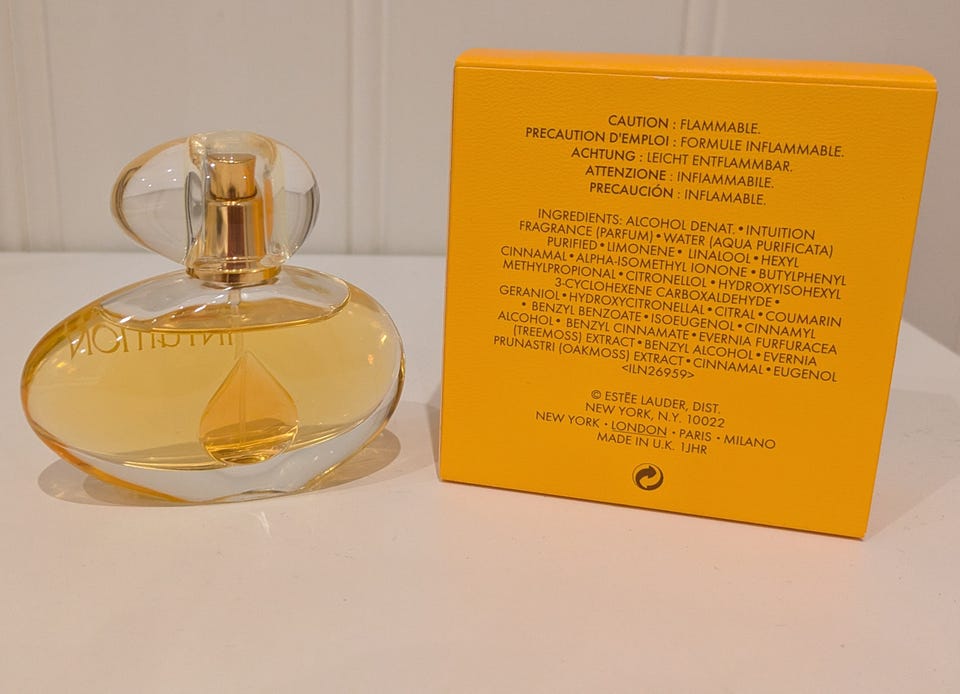 INTUITION
CAUTION : FLAMMABLE.
PRECAUTION D'EMPLOI : FORMULE INFLAMMABLE.
ACHTUNG : LEICHT ENTFLAMMBAR.
ATTENZIONE : INFIAMMABILE.
PRECAUCIÓN : INFLAMABLE.
INGREDIENTS: ALCOHOL DENAT. • INTUITION
FRAGRANCE (PARFUM) • WATER (AQUA PURIFICATA)
PURIFIED • LIMONENE • LINALOOL • HEXYL
CINNAMAL • ALPHA-ISOMETHYL IONONE • BUTYLPHENYL
METHYLPROPIONAL • CITRONELLOL • HYDROXYISOHEXYL
3-CYCLOHEXENE CARBOXALDEHYDE •
GERANIOL • HYDROXYCITRONELLAL • CITRAL • COUMARIN
• BENZYL BENZOATE • ISOEUGENOL • CINNAMYL
ALCOHOL • BENZYL CINNAMATE • EVERNIA FURFURACEA
(TREEMOSS) EXTRACT • BENZYL ALCOHOL • EVERNIA
PRUNASTRI (OAKMOSS) EXTRACT • CINNAMAL • EUGENOL
<ILN26959>
© ESTĒE LAUDER, DIST.
NEW YORK, N.Y. 10022
NEW YORK • LONDON • PARIS • MILANO
MADE IN U.K. 1JHR